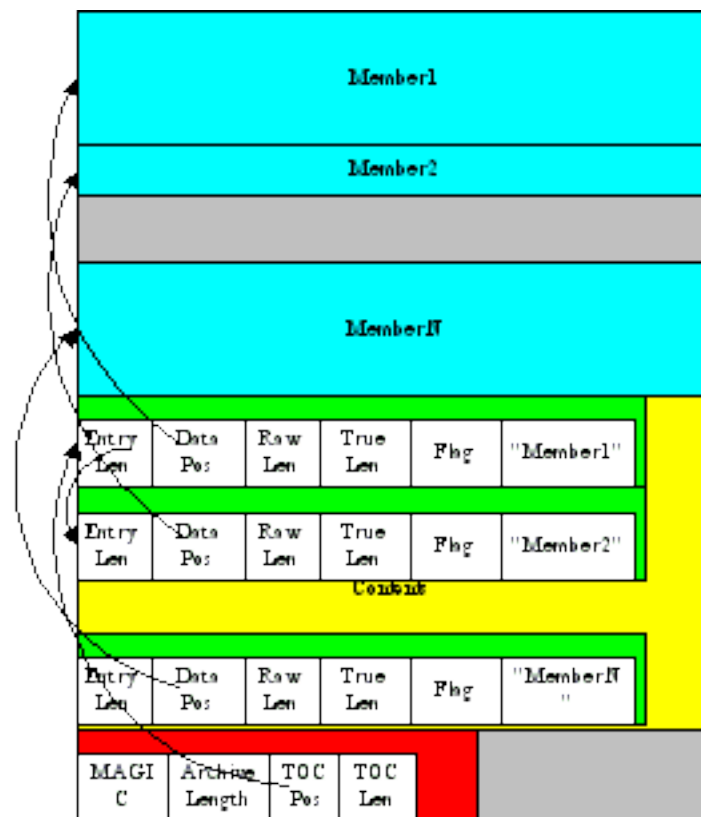 Member1
Member2
MemberN
Entry Data Raw True Flag "Member1"
Len Pos Len Len
Entry Data Raw True Flag "Member2"
Len Pos Len Len
Contents
Entry Data Raw True Flag "MemberN
Len Pos Len Len "
MAGI Archive TOC TOC
C Length Pos Len